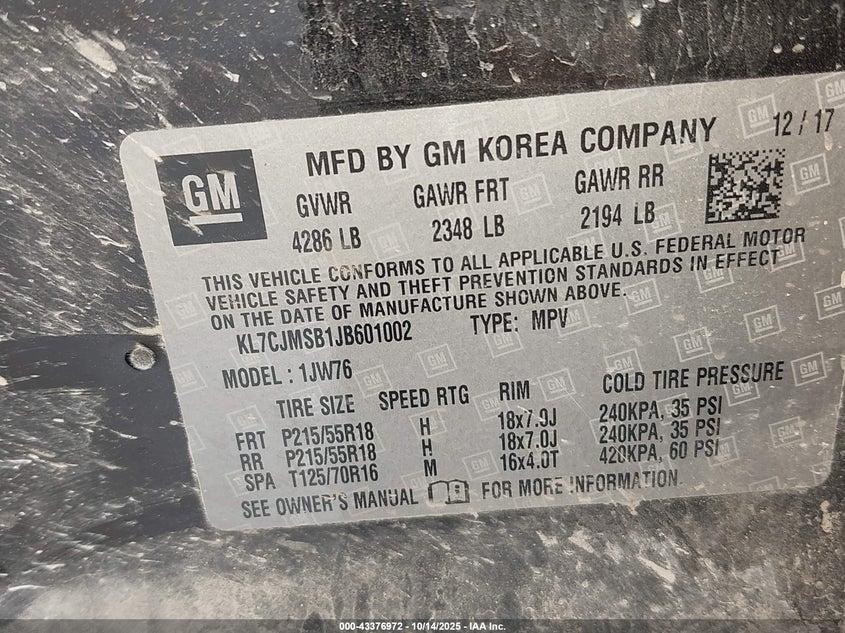 MFD BY GM KOREA COMPANY 12 / 17
GM
GVWR GAWR FRT GAWR RR
4286 LB 2348 LB 2194 LB
THIS VEHICLE CONFORMS TO ALL APPLICABLE U.S. FEDERAL MOTOR
VEHICLE SAFETY AND THEFT PREVENTION STANDARDS IN EFFECT
ON THE DATE OF MANUFACTURE SHOWN ABOVE.
KL7CJMSB1JB601002 TYPE: MPV
MODEL : 1JW76
TIRE SIZE SPEED RTG RIM COLD TIRE PRESSURE
FRT P215/55R18 H 18x7.0J 240KPA, 35 PSI
RR P215/55R18 H 18x7.0J 240KPA, 35 PSI
SPA T125/70R16 M 16x4.0T 420KPA, 60 PSI
SEE OWNER'S MANUAL FOR MORE INFORMATION.
000-43376972 - 10/14/2025 - IAA Inc.